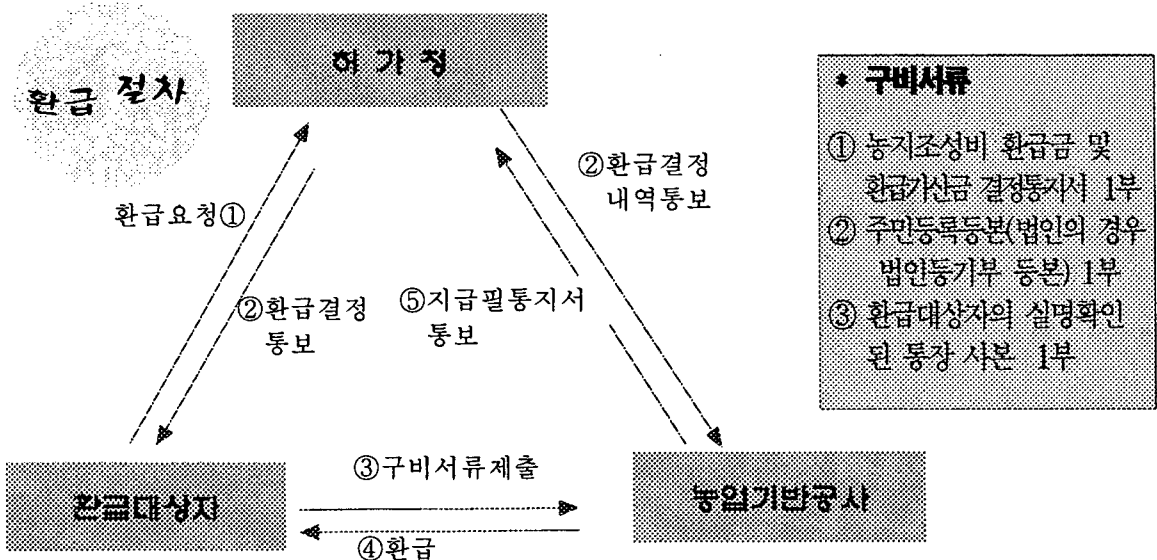 환급 절차
허 가 청
환급요청①
②환급결정
통보
②환급결정
내역통보
⑤지급필통지서
통보
환급대상자
③구비서류제출
④환급
농업기반공사
* 구비서류
① 농지조성비 환급금 및
환급가산금 결정통지서 1부
② 주민등록등본(법인의 경우
법인등기부 등본) 1부
③ 환급대상자의 실명확인
된 통장 사본 1부